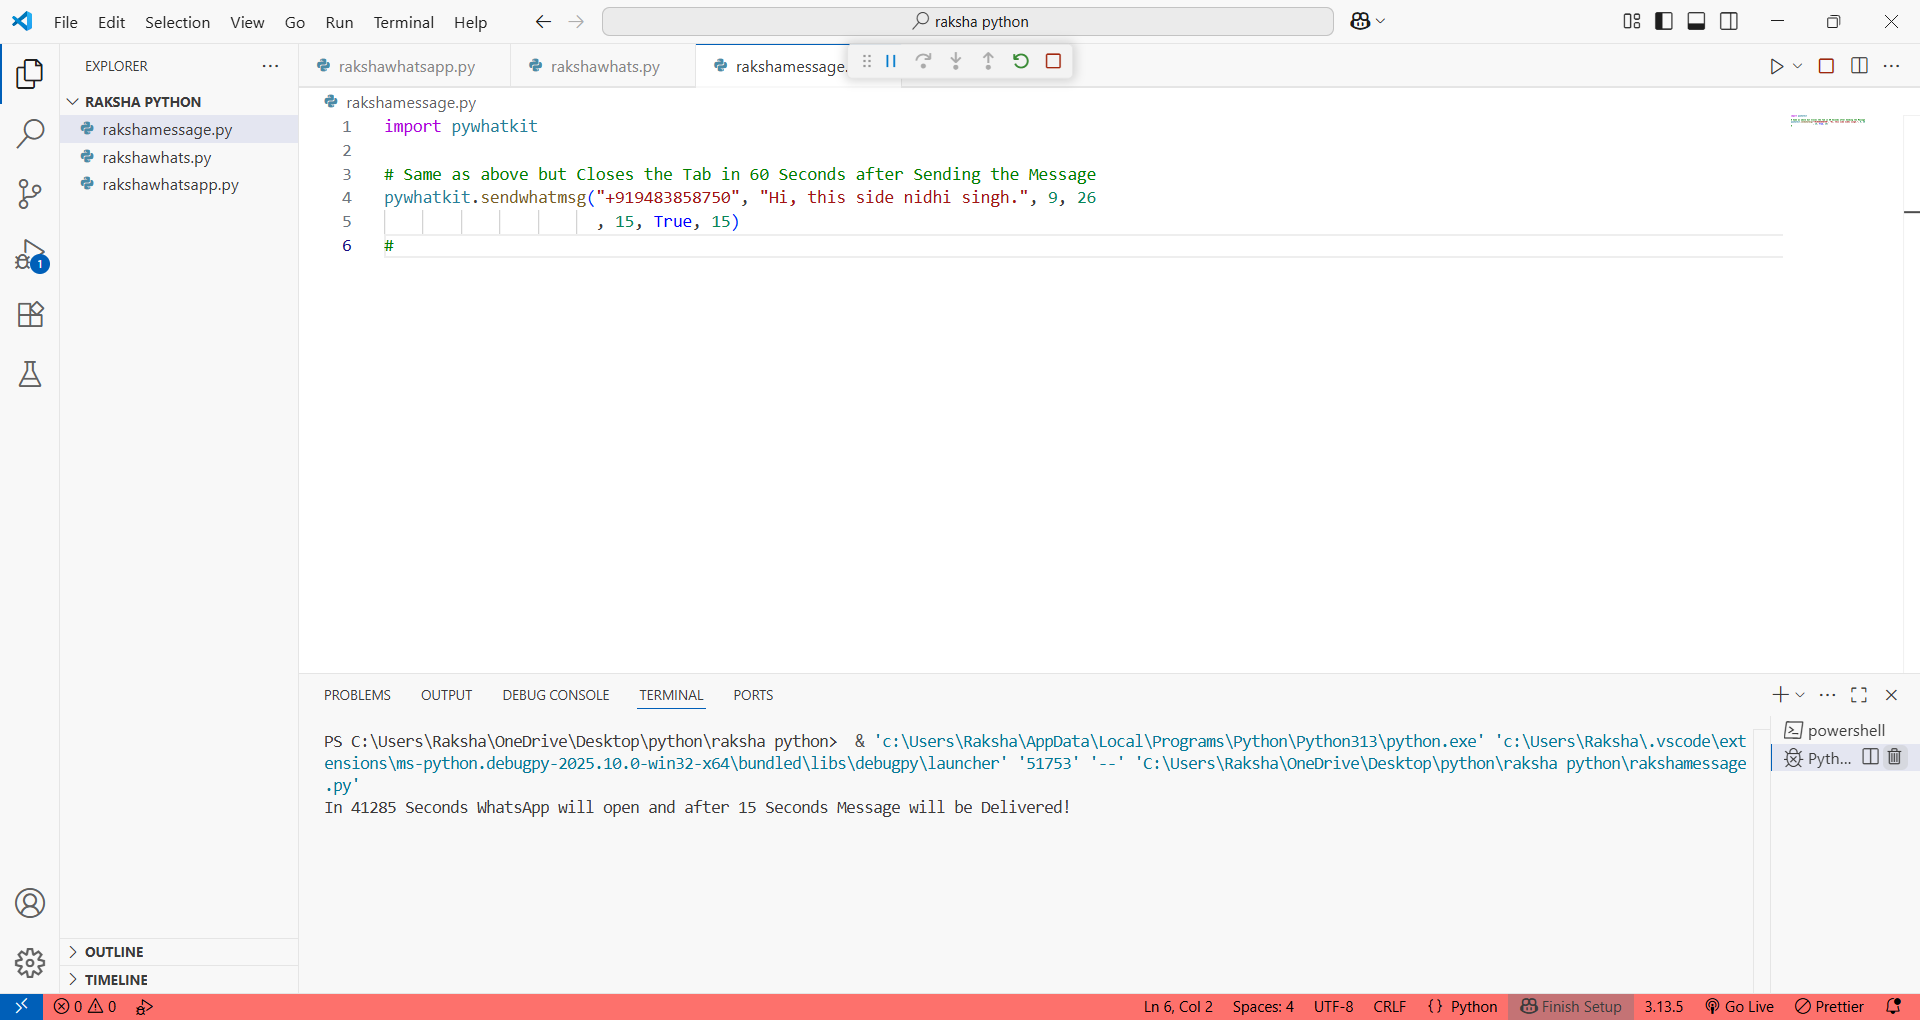 File Edit Selection View Go Run Terminal Help
raksha python
EXPLORER
RAKSHA PYTHON
rakshamessage.py
rakshawhats.py
rakshawhatsapp.py
1
OUTLINE
TIMELINE
rakshawhatsapp.py rakshawhats.py rakshamessage.
rakshamessage.py
1 import pywhatkit
2
3 # Same as above but Closes the Tab in 60 Seconds after Sending the Message
4 pywhatkit.sendwhatmsg("+919483858750", "Hi, this side nidhi singh.", 9, 26
5 , 15, True, 15)
6 #
PROBLEMS OUTPUT DEBUG CONSOLE TERMINAL PORTS
PS C:\Users\Raksha\OneDrive\Desktop\python\raksha python> & 'c:\Users\Raksha\AppData\Local\Programs\Python\Python313\python.exe' 'c:\Users\Raksha\.vscode\ext
ensions\ms-python.debugpy-2025.10.0-win32-x64\bundled\libs\debugpy\launcher' '51753' '--' 'C:\Users\Raksha\OneDrive\Desktop\python\raksha python\rakshamessage
.py'
In 41285 Seconds WhatsApp will open and after 15 Seconds Message will be Delivered!
powershell
Pyth...
0 0
Ln 6, Col 2 Spaces: 4 UTF-8 CRLF {} Python Finish Setup 3.13.5 Go Live Prettier